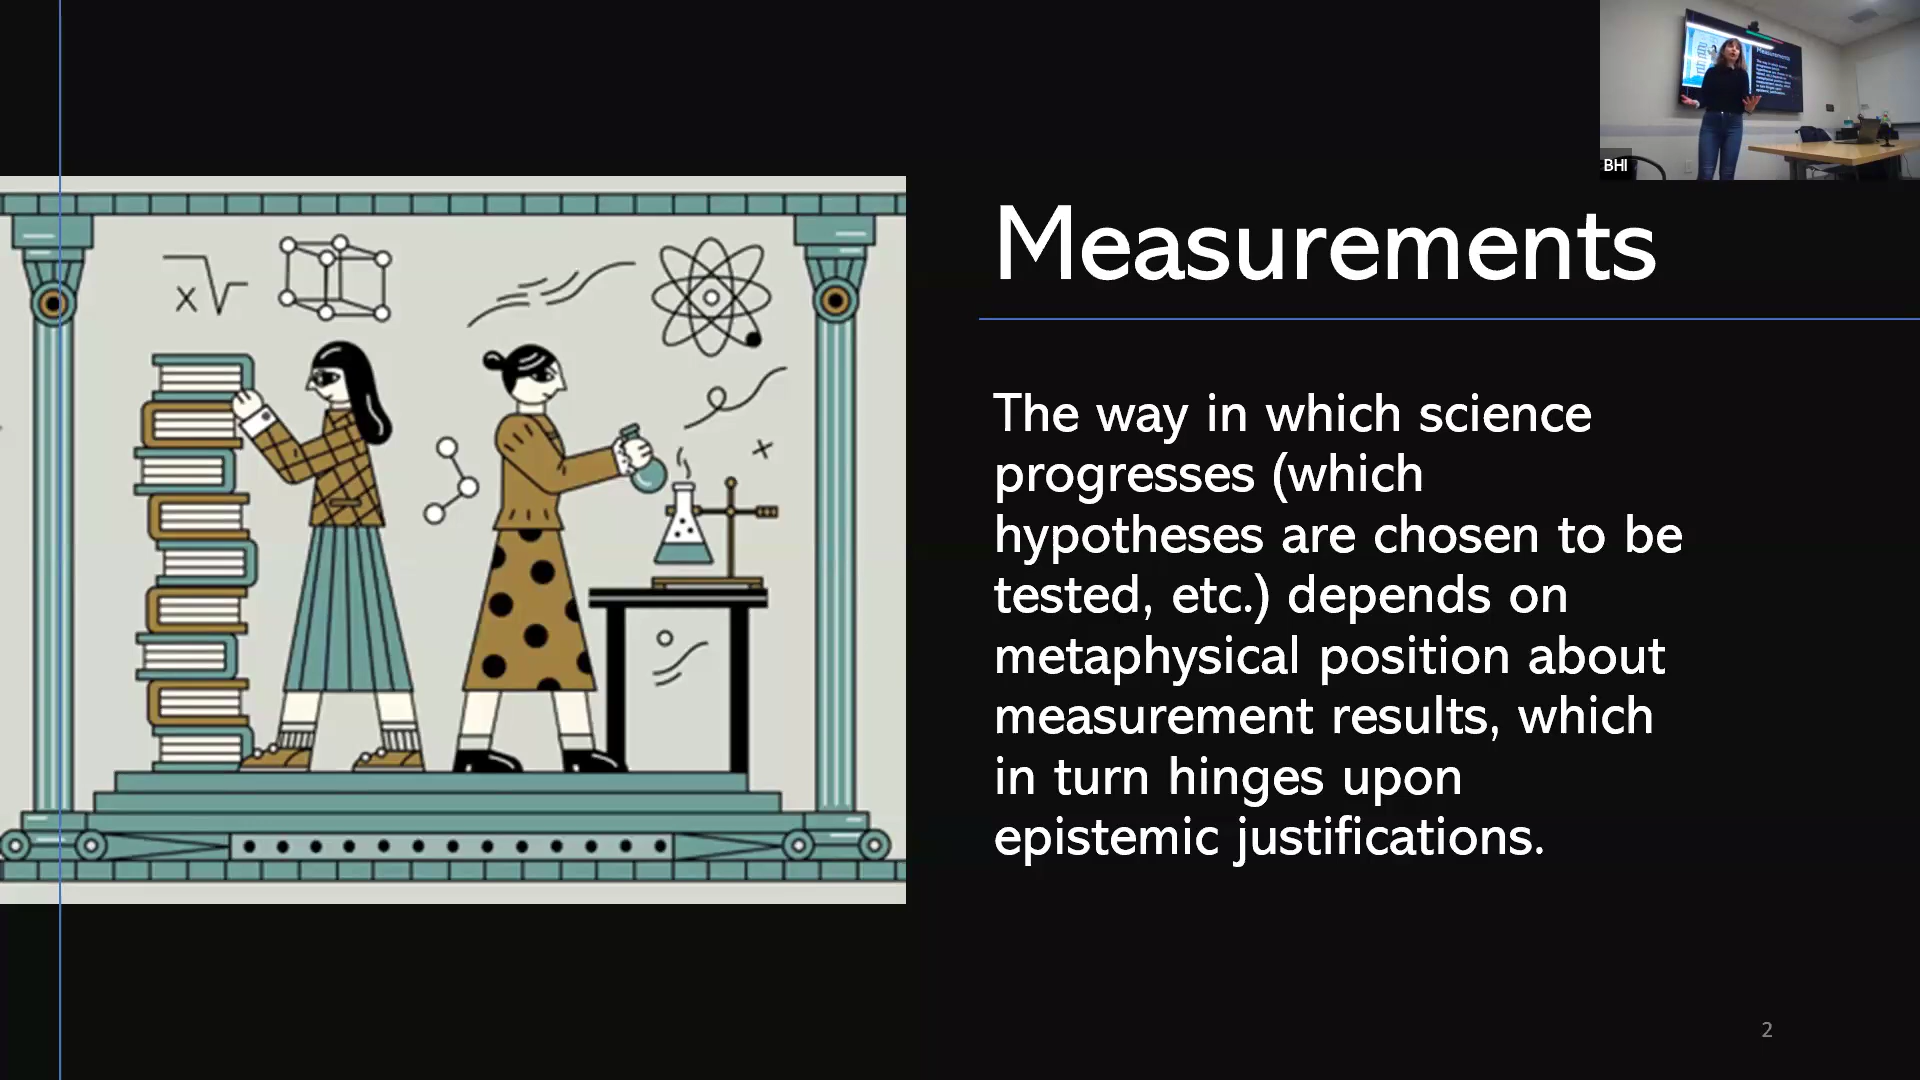 BHI
Measurements
The way in which science
progresses (which
hypotheses are chosen to be
tested, etc.) depends on
metaphysical position about
measurement results, which
in turn hinges upon
epistemic justifications.
x
2